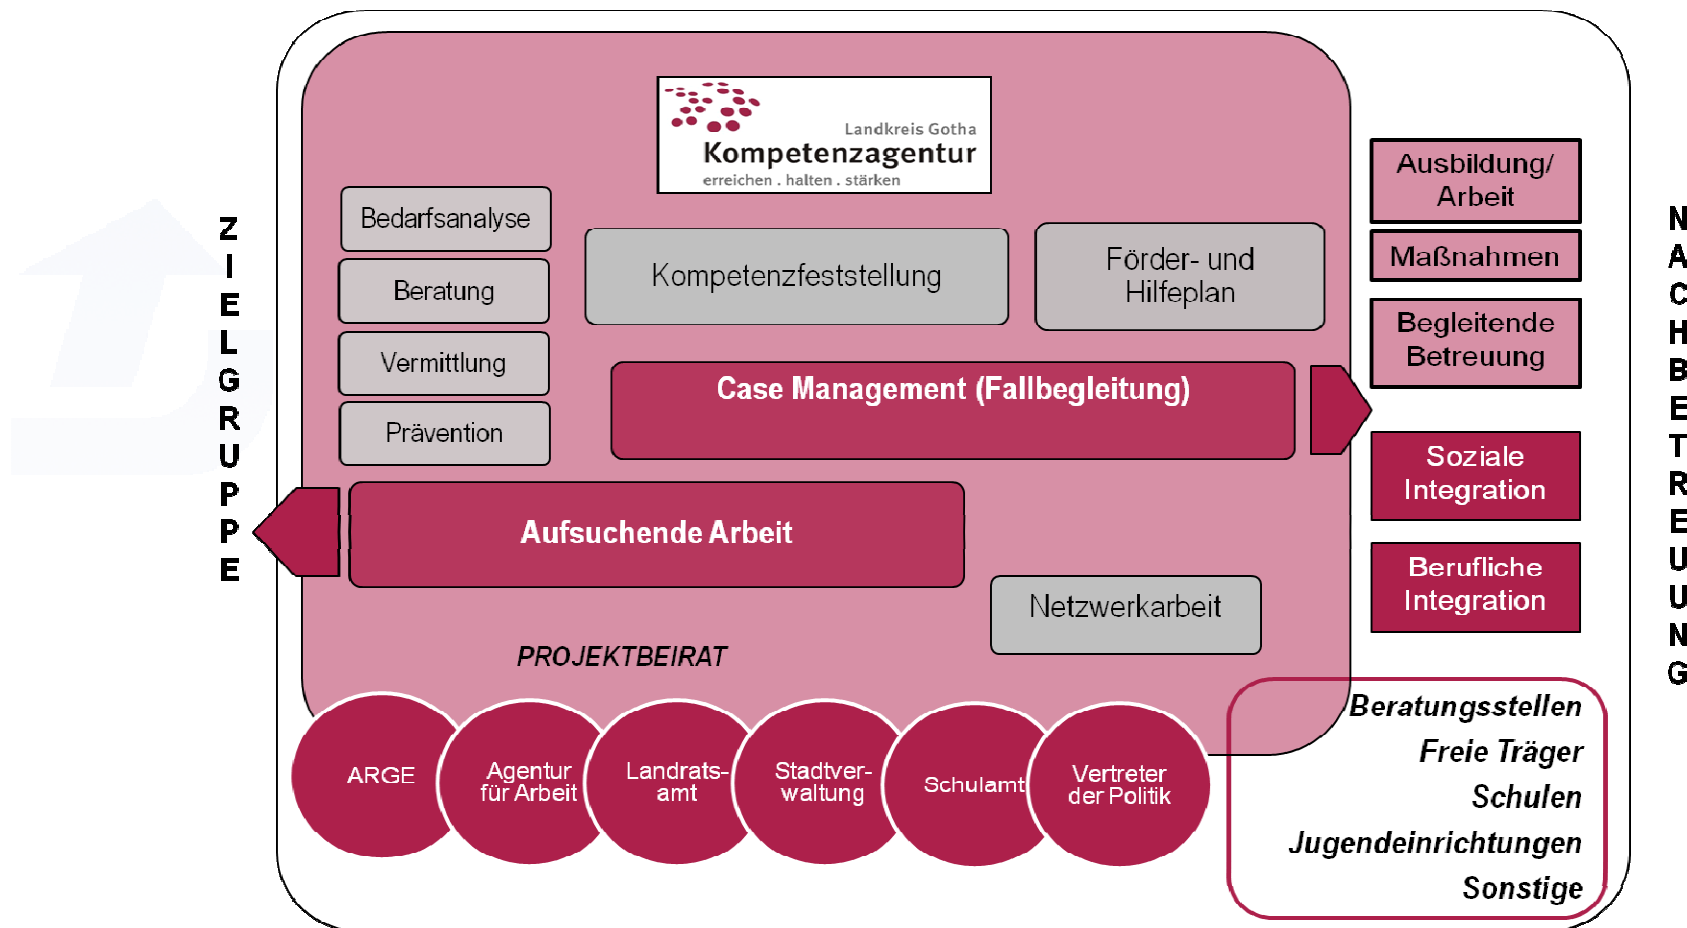 Landkreis Gotha
Kompetenzagentur
erreichen . halten . stärken
ZIELGRUPPE
Bedarfsanalyse
Beratung
Vermittlung
Prävention
Kompetenzfeststellung
Förder- und
Hilfeplan
Case Management (Fallbegleitung)
Aufsuchende Arbeit
Netzwerkarbeit
PROJEKTBEIRAT
ARGE
Agentur
für Arbeit
Landrats-
amt
Stadtver-
waltung
Schulamt
Vertreter
der Politik
Ausbildung/
Arbeit
Maßnahmen
Begleitende
Betreuung
Soziale
Integration
Berufliche
Integration
Beratungsstellen
Freie Träger
Schulen
Jugendeinrichtungen
Sonstige
NACHBETREUUNG